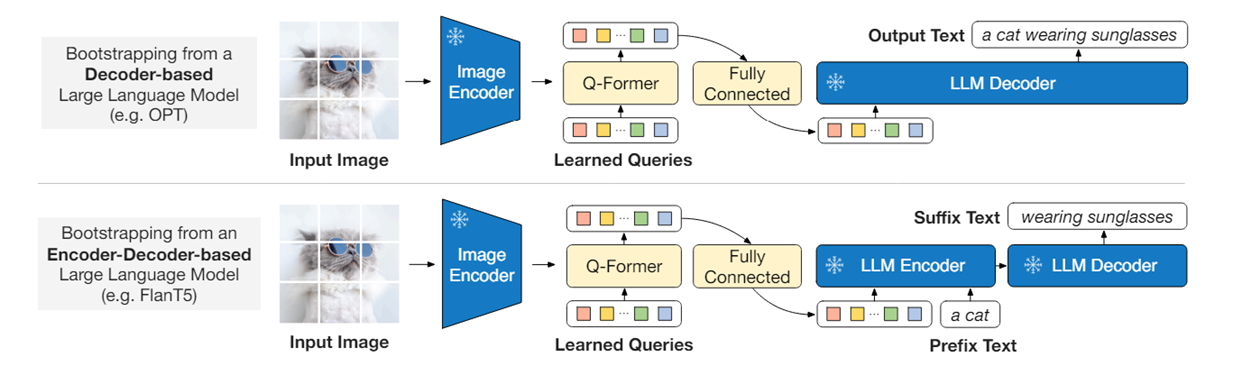 Bootstrapping from a
Decoder-based
Large Language Model
(e.g. OPT)
Input Image
Image
Encoder
Q-Former
Learned Queries
Fully
Connected
Output Text
a cat wearing sunglasses
LLM Decoder
Bootstrapping from an
Encoder-Decoder-based
Large Language Model
(e.g. FlanT5)
Input Image
Image
Encoder
Q-Former
Learned Queries
Fully
Connected
Suffix Text
wearing sunglasses
LLM Encoder
LLM Decoder
a cat
Prefix Text